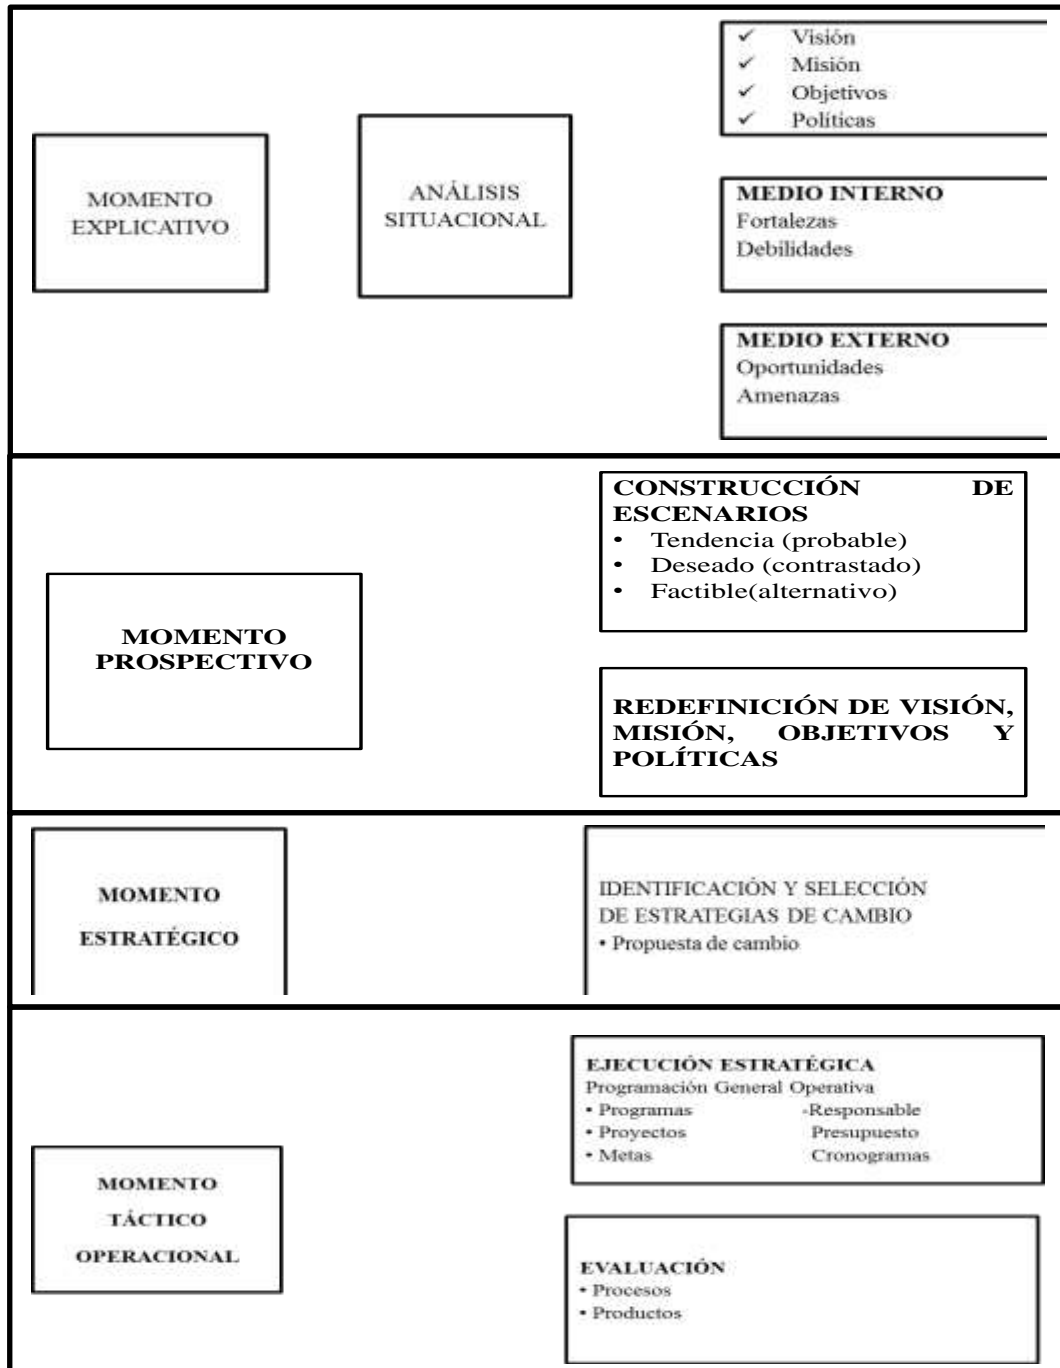 MOMENTO
EXPLICATIVO
ANÁLISIS
SITUACIONAL
✓ Visión
✓ Misión
✓ Objetivos
✓ Políticas
MEDIO INTERNO
Fortalezas
Debilidades
MEDIO EXTERNO
Oportunidades
Amenazas
MOMENTO
PROSPECTIVO
CONSTRUCCIÓN DE
ESCENARIOS
• Tendencia (probable)
• Deseado (contrastado)
• Factible(alternativo)
REDEFINICIÓN DE VISIÓN,
MISIÓN, OBJETIVOS Y
POLÍTICAS
MOMENTO
ESTRATÉGICO
IDENTIFICACIÓN Y SELECCIÓN
DE ESTRATEGIAS DE CAMBIO
• Propuesta de cambio
MOMENTO
TÁCTICO
OPERACIONAL
EJECUCIÓN ESTRATÉGICA
Programación General Operativa
• Programas -Responsable
• Proyectos Presupuesto
• Metas Cronogramas
EVALUACIÓN
• Procesos
• Productos